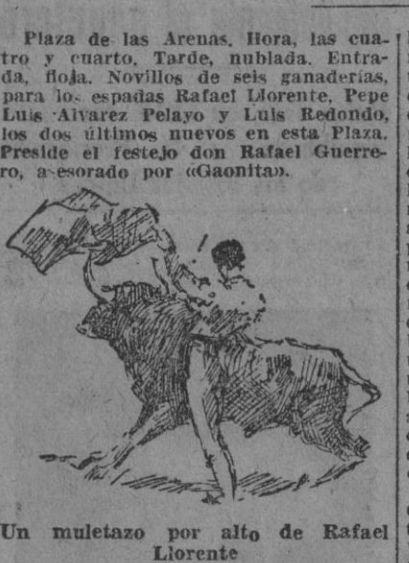 Plaza de las Arenas. Hora, las cua-
tro y cuarto. Tarde, nublada. Entra-
da, floja. Novillos de seis ganaderías,
para los espadas Rafael Llorente, Pepe
Luis Alvarez Pelayo y Luis Redondo,
los dos últimos nuevos en esta Plaza.
Preside el festejo don Rafael Guerre-
ro, asesorado por «Gaonita».
Un muletazo por alto de Rafael
Llorente